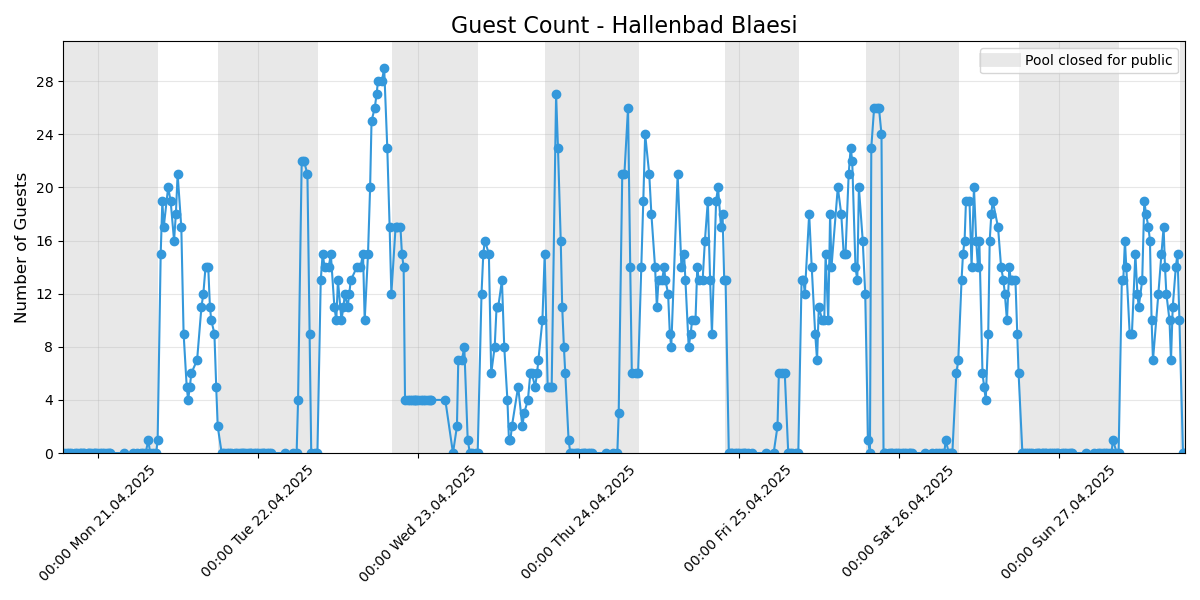 Guest Count - Hallenbad Blaesi
Pool closed for public
Number of Guests
28
24
20
16
12
8
4
0
00:00 Mon 21.04.2025
00:00 Tue 22.04.2025
00:00 Wed 23.04.2025
00:00 Thu 24.04.2025
00:00 Fri 25.04.2025
00:00 Sat 26.04.2025
00:00 Sun 27.04.2025